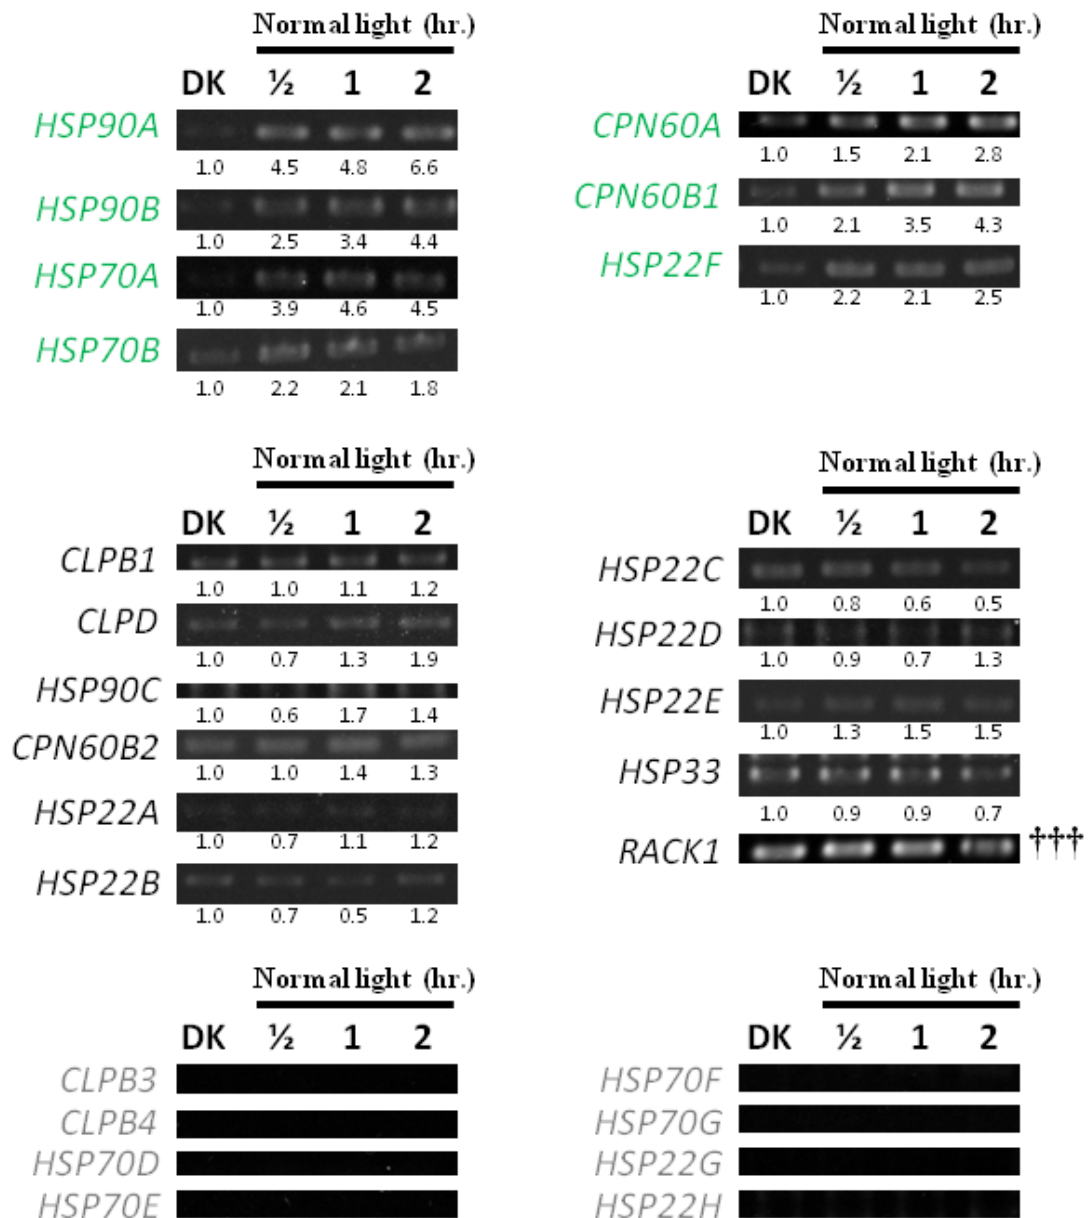 Normal light (hr.)
DK ½ 1 2
HSP90A
1.0 4.5 4.8 6.6
HSP90B
1.0 2.5 3.4 4.4
HSP70A
1.0 3.9 4.6 4.5
HSP70B
1.0 2.2 2.1 1.8
Normal light (hr.)
DK ½ 1 2
CPN60A
1.0 1.5 2.1 2.8
CPN60B1
1.0 2.1 3.5 4.3
HSP22F
1.0 2.2 2.1 2.5
Normal light (hr.)
DK ½ 1 2
CLPB1
1.0 1.0 1.1 1.2
CLPD
1.0 0.7 1.3 1.9
HSP90C
1.0 0.6 1.7 1.4
CPN60B2
1.0 1.0 1.4 1.3
HSP22A
1.0 0.7 1.1 1.2
HSP22B
1.0 0.7 0.5 1.2
Normal light (hr.)
DK ½ 1 2
HSP22C
1.0 0.8 0.6 0.5
HSP22D
1.0 0.9 0.7 1.3
HSP22E
1.0 1.3 1.5 1.5
HSP33
1.0 0.9 0.9 0.7
RACK1 †††
Normal light (hr.)
DK ½ 1 2
CLPB3
CLPB4
HSP70D
HSP70E
Normal light (hr.)
DK ½ 1 2
HSP70F
HSP70G
HSP22G
HSP22H